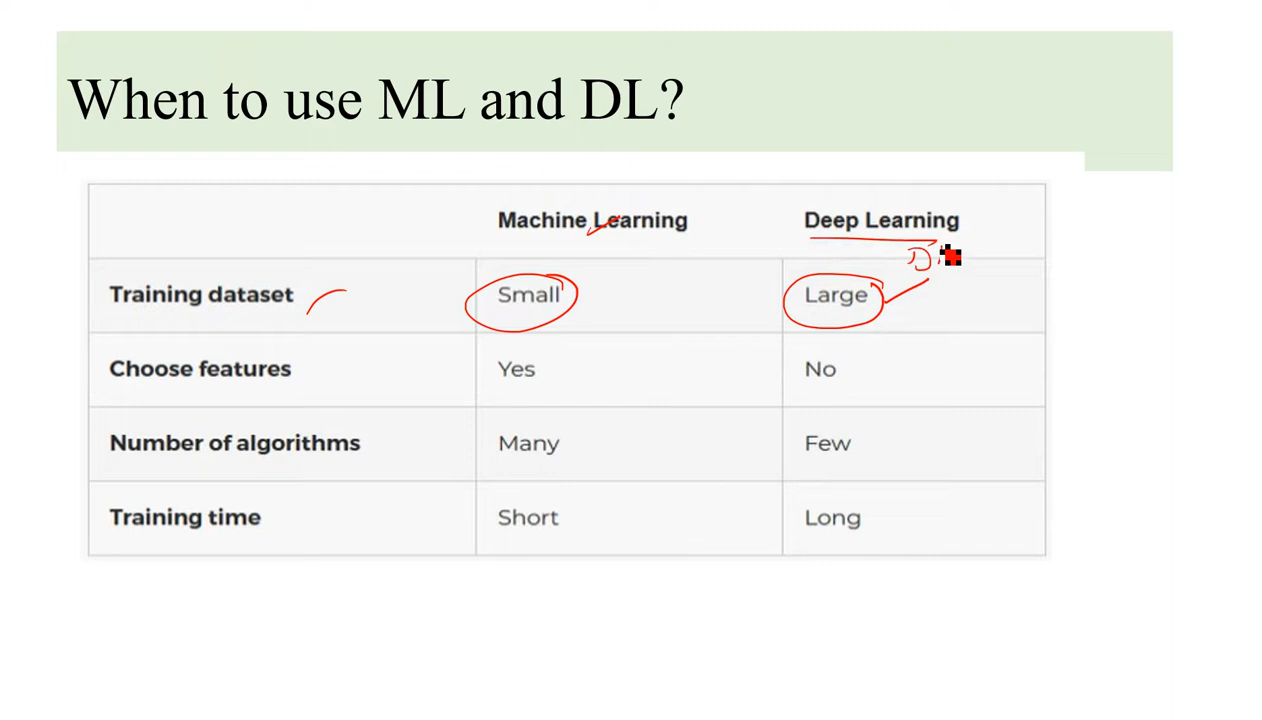 When to use ML and DL?
Machine Learning Deep Learning
Training dataset Small Large
Choose features Yes No
Number of algorithms Many Few
Training time Short Long